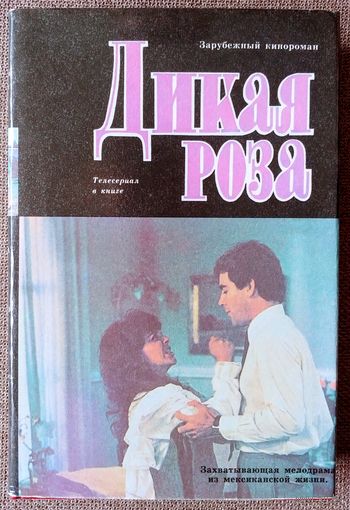 Зарубежный кинороман
Дикая
роза
Телесериал
в книге
Захватывающая мелодрама
из мексиканской жизни.